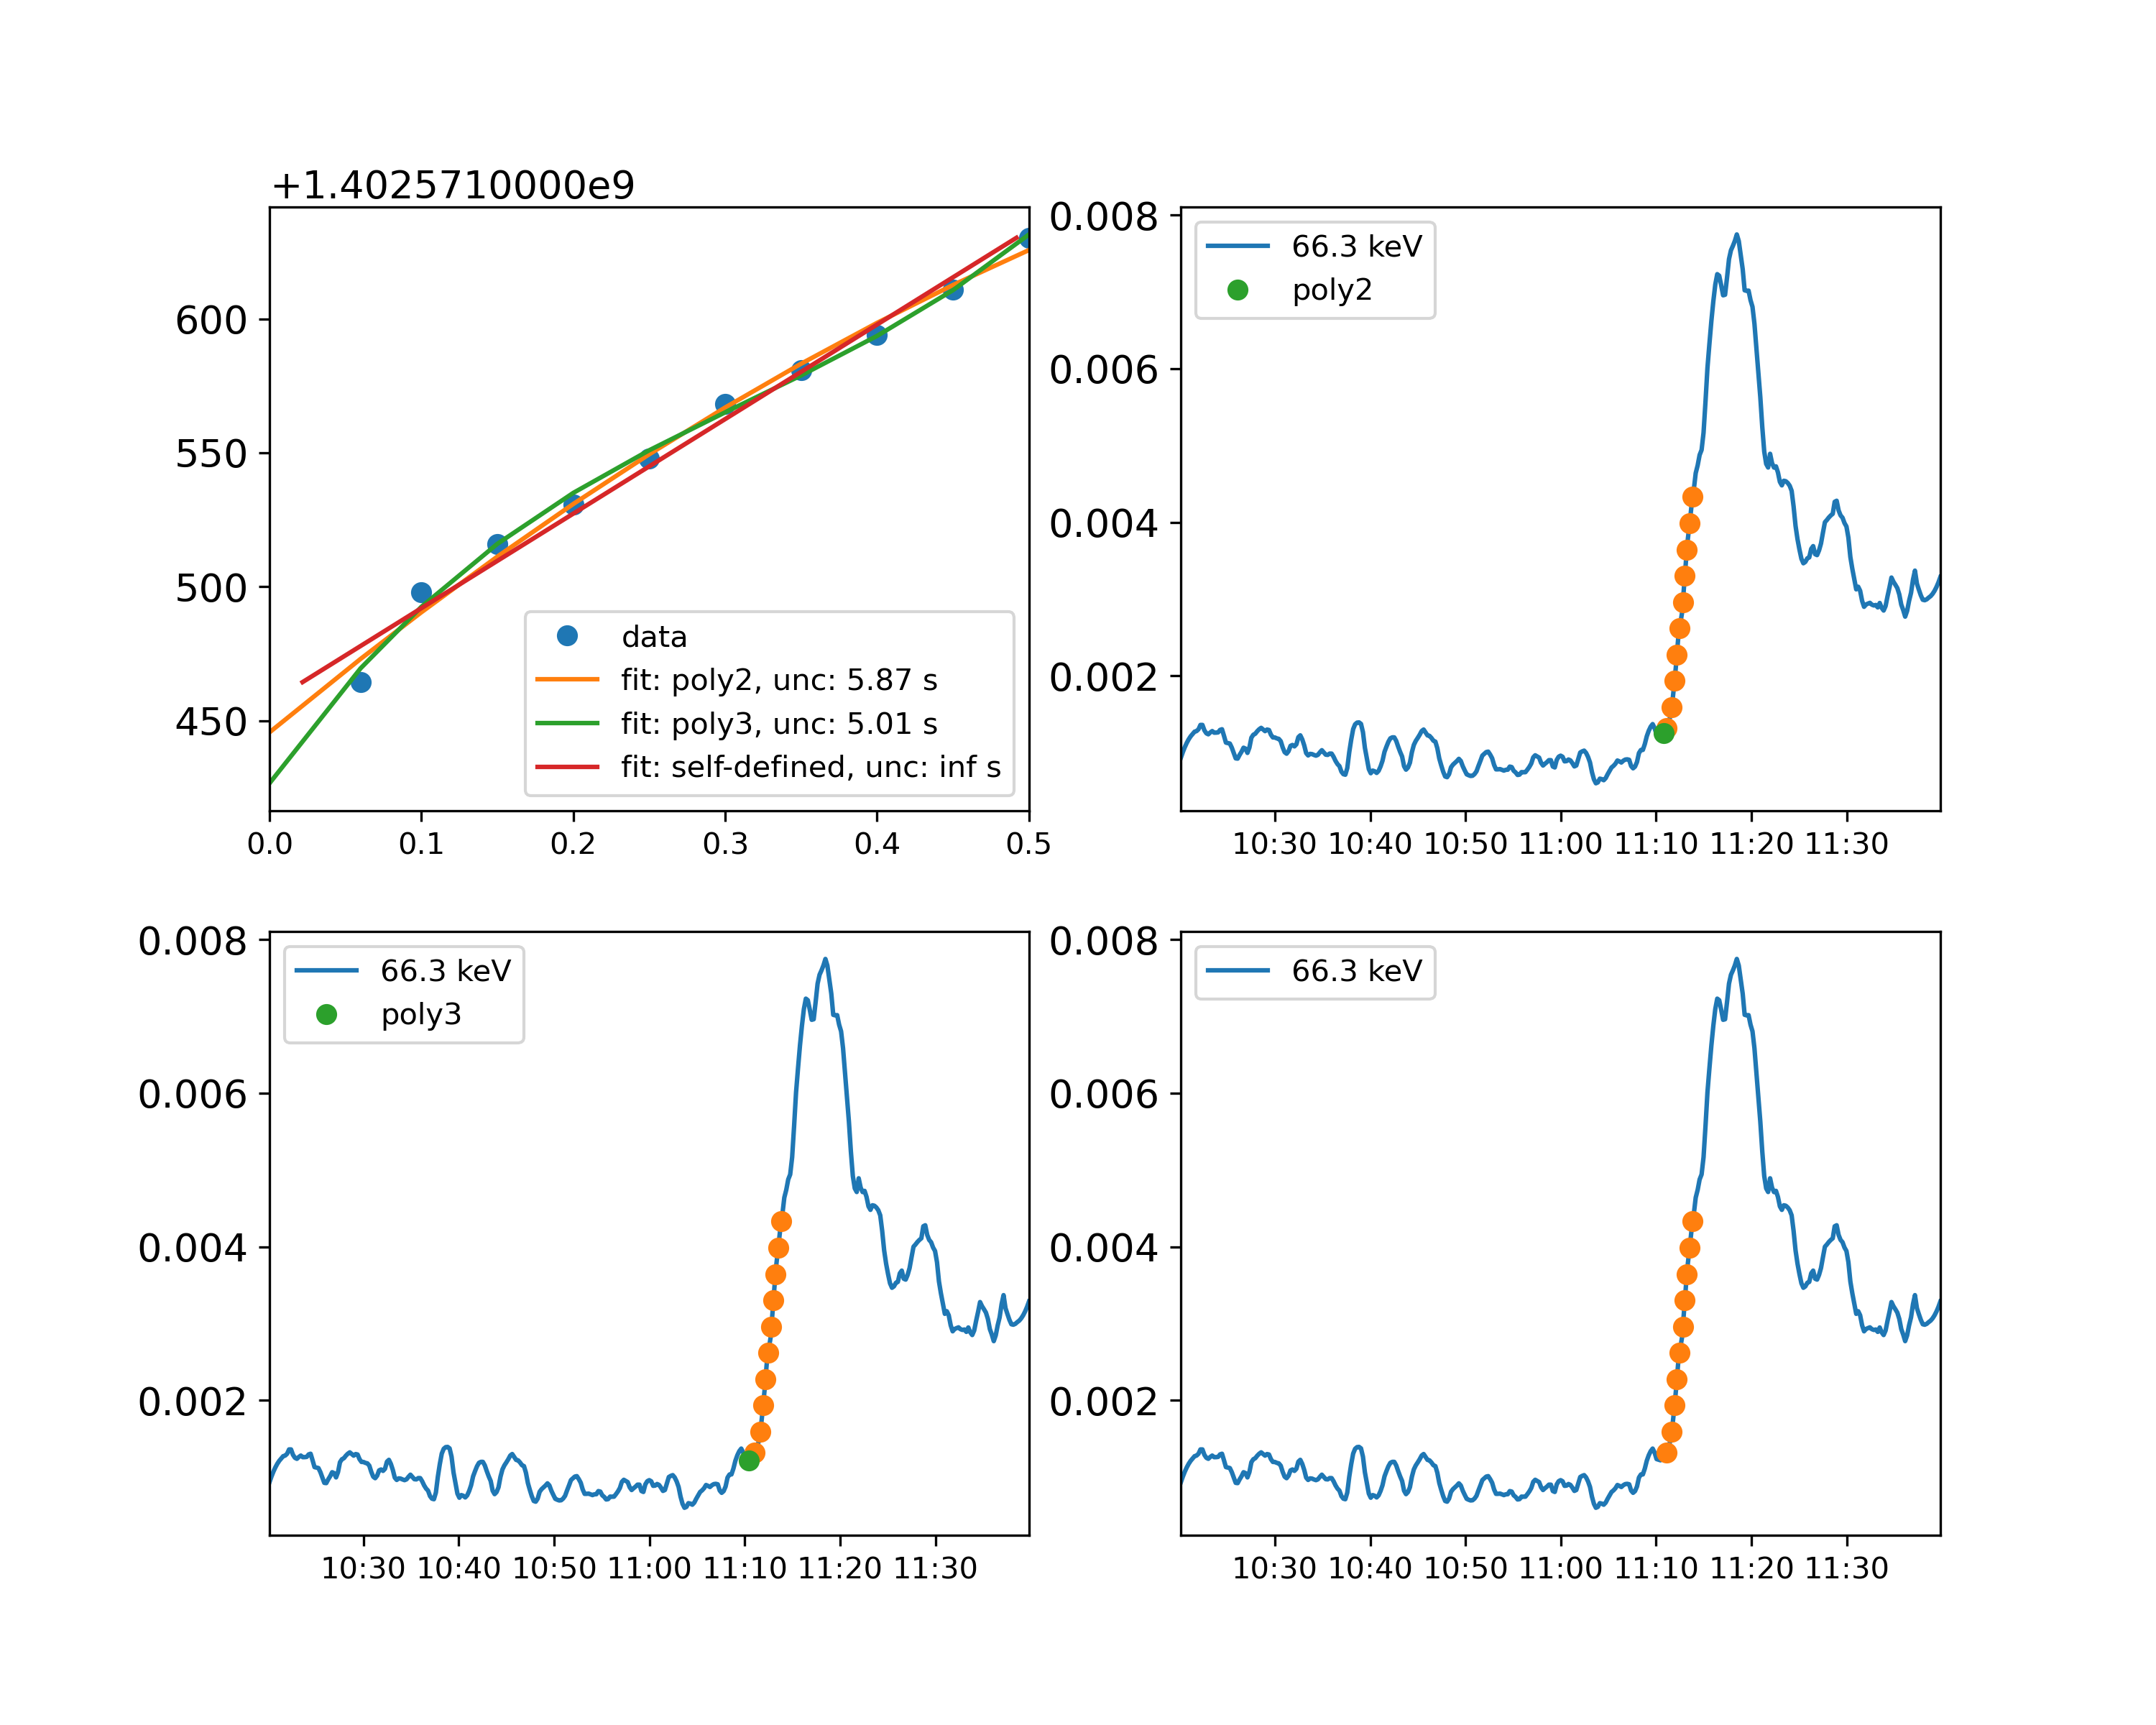 +1.4025710000e9
600
550
500
450
0.0 0.1 0.2 0.3 0.4 0.5
data
fit: poly2, unc: 5.87 s
fit: poly3, unc: 5.01 s
fit: self-defined, unc: inf s
0.008
0.006
0.004
0.002
66.3 keV
poly2
10:30 10:40 10:50 11:00 11:10 11:20 11:30
0.008
0.006
0.004
0.002
66.3 keV
poly3
10:30 10:40 10:50 11:00 11:10 11:20 11:30
0.008
0.006
0.004
0.002
66.3 keV
10:30 10:40 10:50 11:00 11:10 11:20 11:30